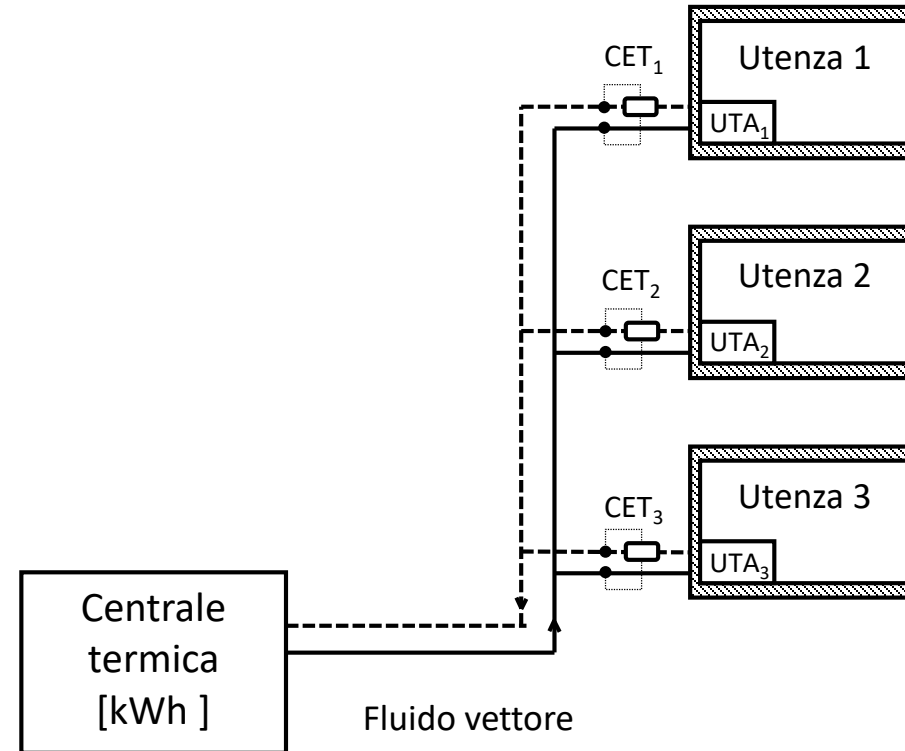 CET₁
Utenza 1
UTA₁
CET₂
Utenza 2
UTA₂
CET₃
Utenza 3
UTA₃
Centrale
termica
[kWh ]
Fluido vettore